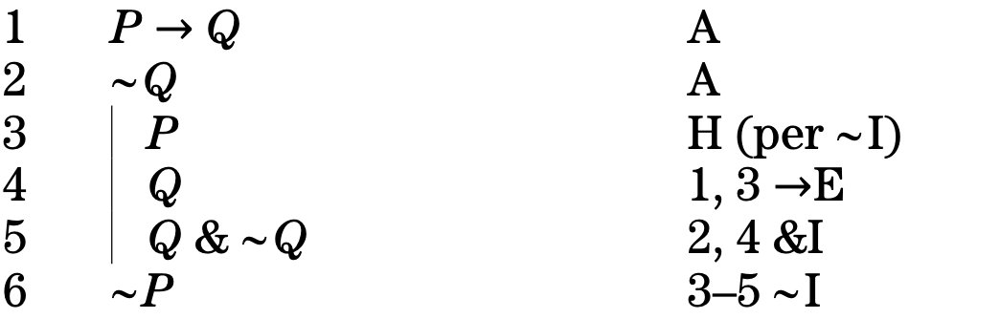 1 P → Q A
2 ~Q A
3 P H (per ~I)
4 Q 1, 3 →E
5 Q & ~Q 2, 4 &I
6 ~P 3–5 ~I